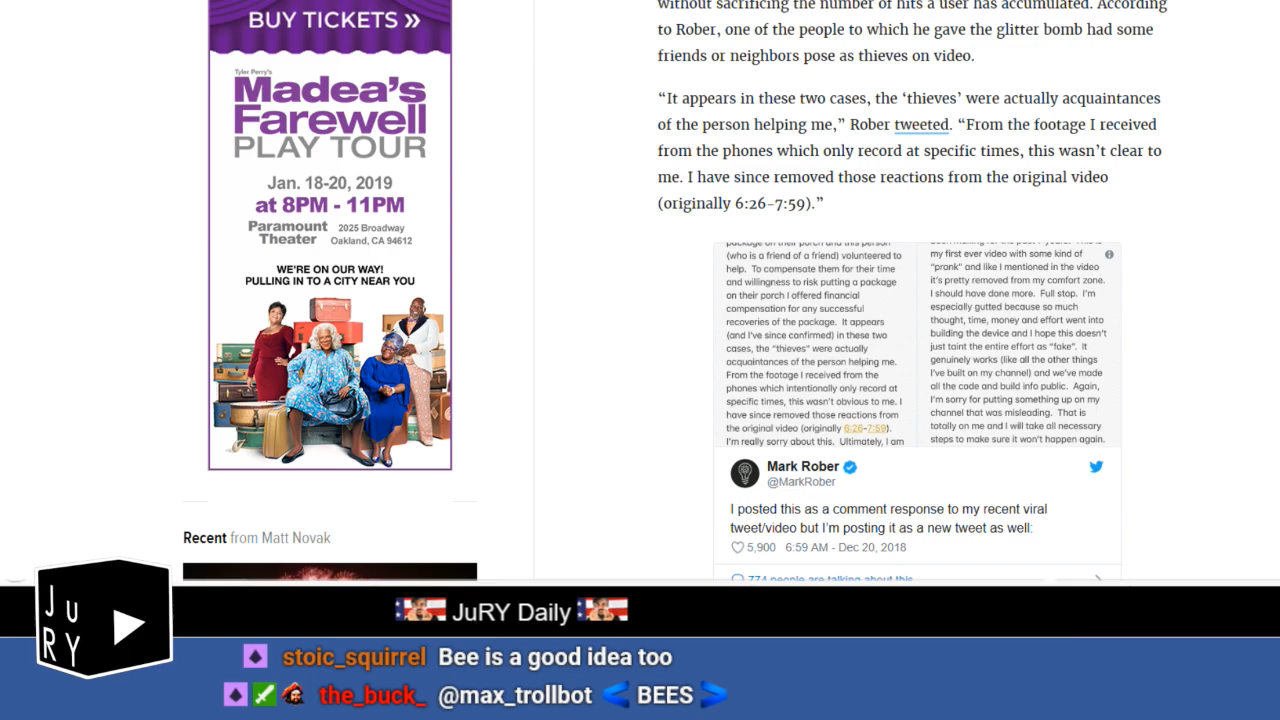 BUY TICKETS »
Tyler Perry's
Madea's
Farewell
PLAY TOUR
Jan. 18-20, 2019
at 8PM - 11PM
Paramount Theater
2025 Broadway
Oakland, CA 94612
WE'RE ON OUR WAY!
PULLING IN TO A CITY NEAR YOU
Recent from Matt Novak
without sacrificing the number of hits a user has accumulated. According
to Rober, one of the people to which he gave the glitter bomb had some
friends or neighbors pose as thieves on video.
“It appears in these two cases, the ‘thieves’ were actually acquaintances
of the person helping me,” Rober tweeted. “From the footage I received
from the phones which only record at specific times, this wasn’t clear to
me. I have since removed those reactions from the original video
(originally 6:26-7:59).”
package on their porch and this person
(who is a friend of a friend) volunteered to
help. To compensate them for their time
and willingness to risk putting a package
on their porch I offered financial
compensation for any successful
recoveries of the package. It appears
(and I've since confirmed) in these two
cases, the "thieves" were actually
acquaintances of the person helping me.
From the footage I received from the
phones which intentionally only record at
specific times, this wasn't obvious to me. I
have since removed those reactions from
the original video (originally 6:26-7:59).
I'm really sorry about this. Ultimately, I am
my first ever video with some kind of
"prank" and like I mentioned in the video
it's pretty removed from my comfort zone.
I should have done more. Full stop. I'm
especially gutted because so much
thought, time, money and effort went into
building the device and I hope this doesn't
just taint the entire effort as "fake". It
genuinely works (like all the other things
I've built on my channel) and we've made
all the code and build info public. Again,
I'm sorry for putting something up on my
channel that was misleading. That is
totally on me and I will take all necessary
steps to make sure it won't happen again.
Mark Rober
@MarkRober
I posted this as a comment response to my recent viral
tweet/video but I'm posting it as a new tweet as well:
5,900 6:59 AM - Dec 20, 2018
774 people are talking about this
JuRY
JuRY Daily
stoic_squirrel Bee is a good idea too
the_buck_ @max_trollbot < BEES >